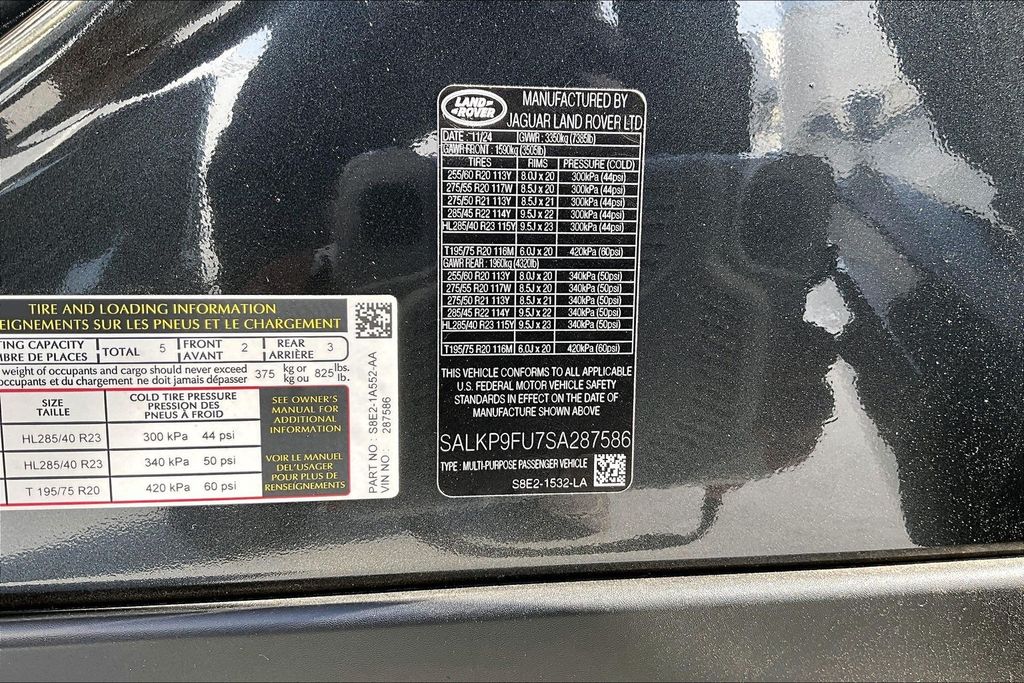 LAND ROVER
MANUFACTURED BY
JAGUAR LAND ROVER LTD
DATE : 11/24 GVWR : 3350kg (7385lb)
GAWR FRONT : 1590kg (3505lb)
TIRES RIMS PRESSURE (COLD)
255/60 R20 113Y 8.0J x 20 300kPa (44psi)
275/55 R20 117W 8.5J x 20 300kPa (44psi)
275/50 R21 113Y 8.5J x 21 300kPa (44psi)
285/45 R22 114Y 9.5J x 22 300kPa (44psi)
HL285/40 R23 115Y 9.5J x 23 300kPa (44psi)
T195/75 R20 116M 6.0J x 20 420kPa (60psi)
GAWR REAR : 1960kg (4320lb)
255/60 R20 113Y 8.0J x 20 340kPa (50psi)
275/55 R20 117W 8.5J x 20 340kPa (50psi)
275/50 R21 113Y 8.5J x 21 340kPa (50psi)
285/45 R22 114Y 9.5J x 22 340kPa (50psi)
HL285/40 R23 115Y 9.5J x 23 340kPa (50psi)
T195/75 R20 116M 6.0J x 20 420kPa (60psi)
THIS VEHICLE CONFORMS TO ALL APPLICABLE
U.S. FEDERAL MOTOR VEHICLE SAFETY
STANDARDS IN EFFECT ON THE DATE OF
MANUFACTURE SHOWN ABOVE
SALKP9FU7SA287586
TYPE : MULTI-PURPOSE PASSENGER VEHICLE
S8E2-1532-LA
TIRE AND LOADING INFORMATION
EIGNEMENTS SUR LES PNEUS ET LE CHARGEMENT
TING CAPACITY
MBRE DE PLACES
TOTAL 5
FRONT
AVANT 2
REAR
ARRIÈRE 3
weight of occupants and cargo should never exceed
occupants et du chargement ne doit jamais dépasser
375 kg or
kg ou
825 lbs.
lb.
SIZE
TAILLE
COLD TIRE PRESSURE
PRESSION DES
PNEUS À FROID
HL285/40 R23 300 kPa 44 psi
HL285/40 R23 340 kPa 50 psi
T 195/75 R20 420 kPa 60 psi
SEE OWNER'S
MANUAL FOR
ADDITIONAL
INFORMATION
VOIR LE MANUEL
DEL'USAGER
POUR PLUS DE
RENSEIGNEMENTS
PART NO : S8E2-1A552-AA
VIN NO : 287586